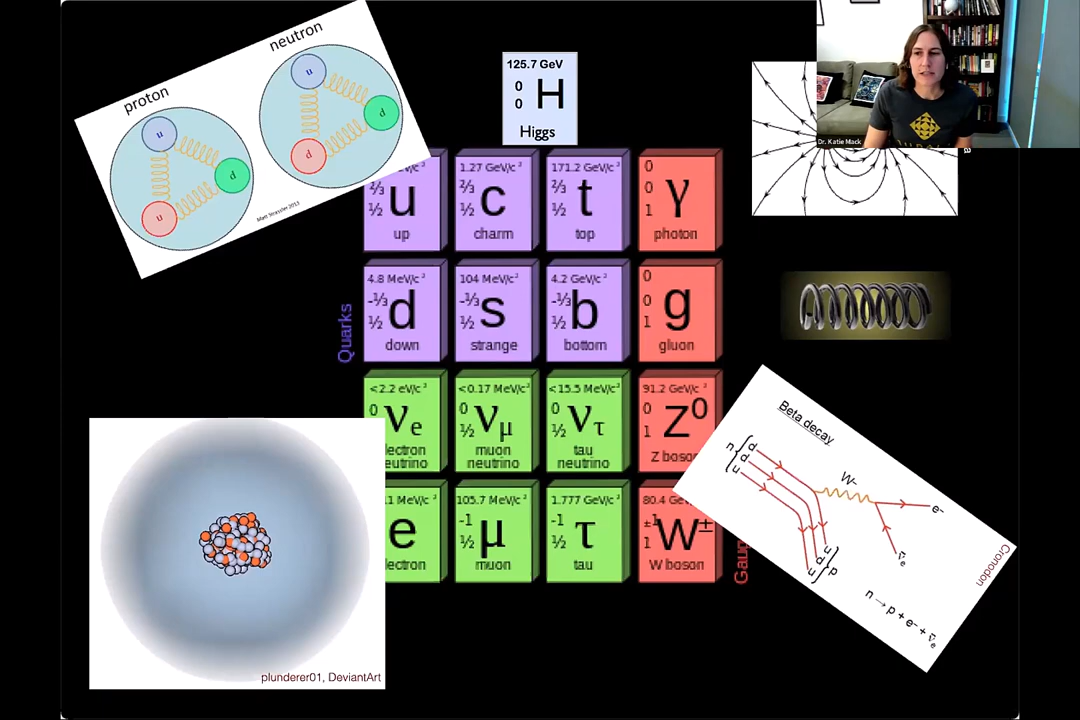 proton
u
u
d
neutron
u
d
d
Matt Strassler 2013
125.7 GeV
0
0
H
Higgs
Dr. Katie Mack
⅔
½
u
up
1.27 GeV/c²
⅔
½
c
charm
171.2 GeV/c²
⅔
½
t
top
0
0
1
γ
photon
Quarks
4.8 MeV/c²
-⅓
½
d
down
104 MeV/c²
-⅓
½
s
strange
4.2 GeV/c²
-⅓
½
b
bottom
0
0
1
g
gluon
<2.2 eV/c²
0
νe
lectron
eutrino
<0.17 MeV/c²
0
½
νμ
muon
neutrino
<15.5 MeV/c²
0
½
ντ
tau
neutrino
91.2 GeV/c²
0
1
Z⁰
Z boson
e
lectron
105.7 MeV/c²
-1
½
μ
muon
1.777 GeV/c²
-1
½
τ
tau
80.4 GeV
±1
1
W±
W boson
Gaug
Beta decay
n
d
d
u
W⁻
e⁻
ν̄e
u
d
u
p
n → p + e⁻ + ν̄e
Cronodon
plunderer01, DeviantArt